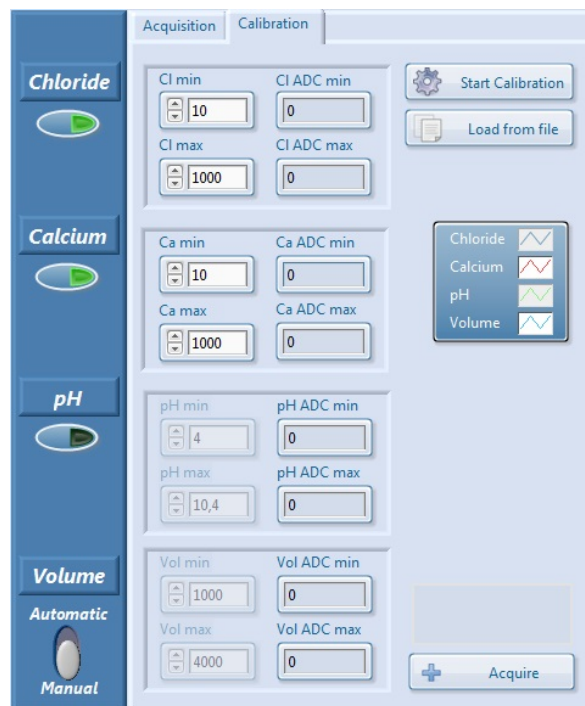 Acquisition Calibration
Chloride
Cl min Cl ADC min
10 0
Cl max Cl ADC max
1000 0
Start Calibration
Load from file
Calcium
Ca min Ca ADC min
10 0
Ca max Ca ADC max
1000 0
Chloride
Calcium
pH
Volume
pH
pH min pH ADC min
4 0
pH max pH ADC max
10,4 0
Volume
Automatic
Manual
Vol min Vol ADC min
1000 0
Vol max Vol ADC max
4000 0
Acquire